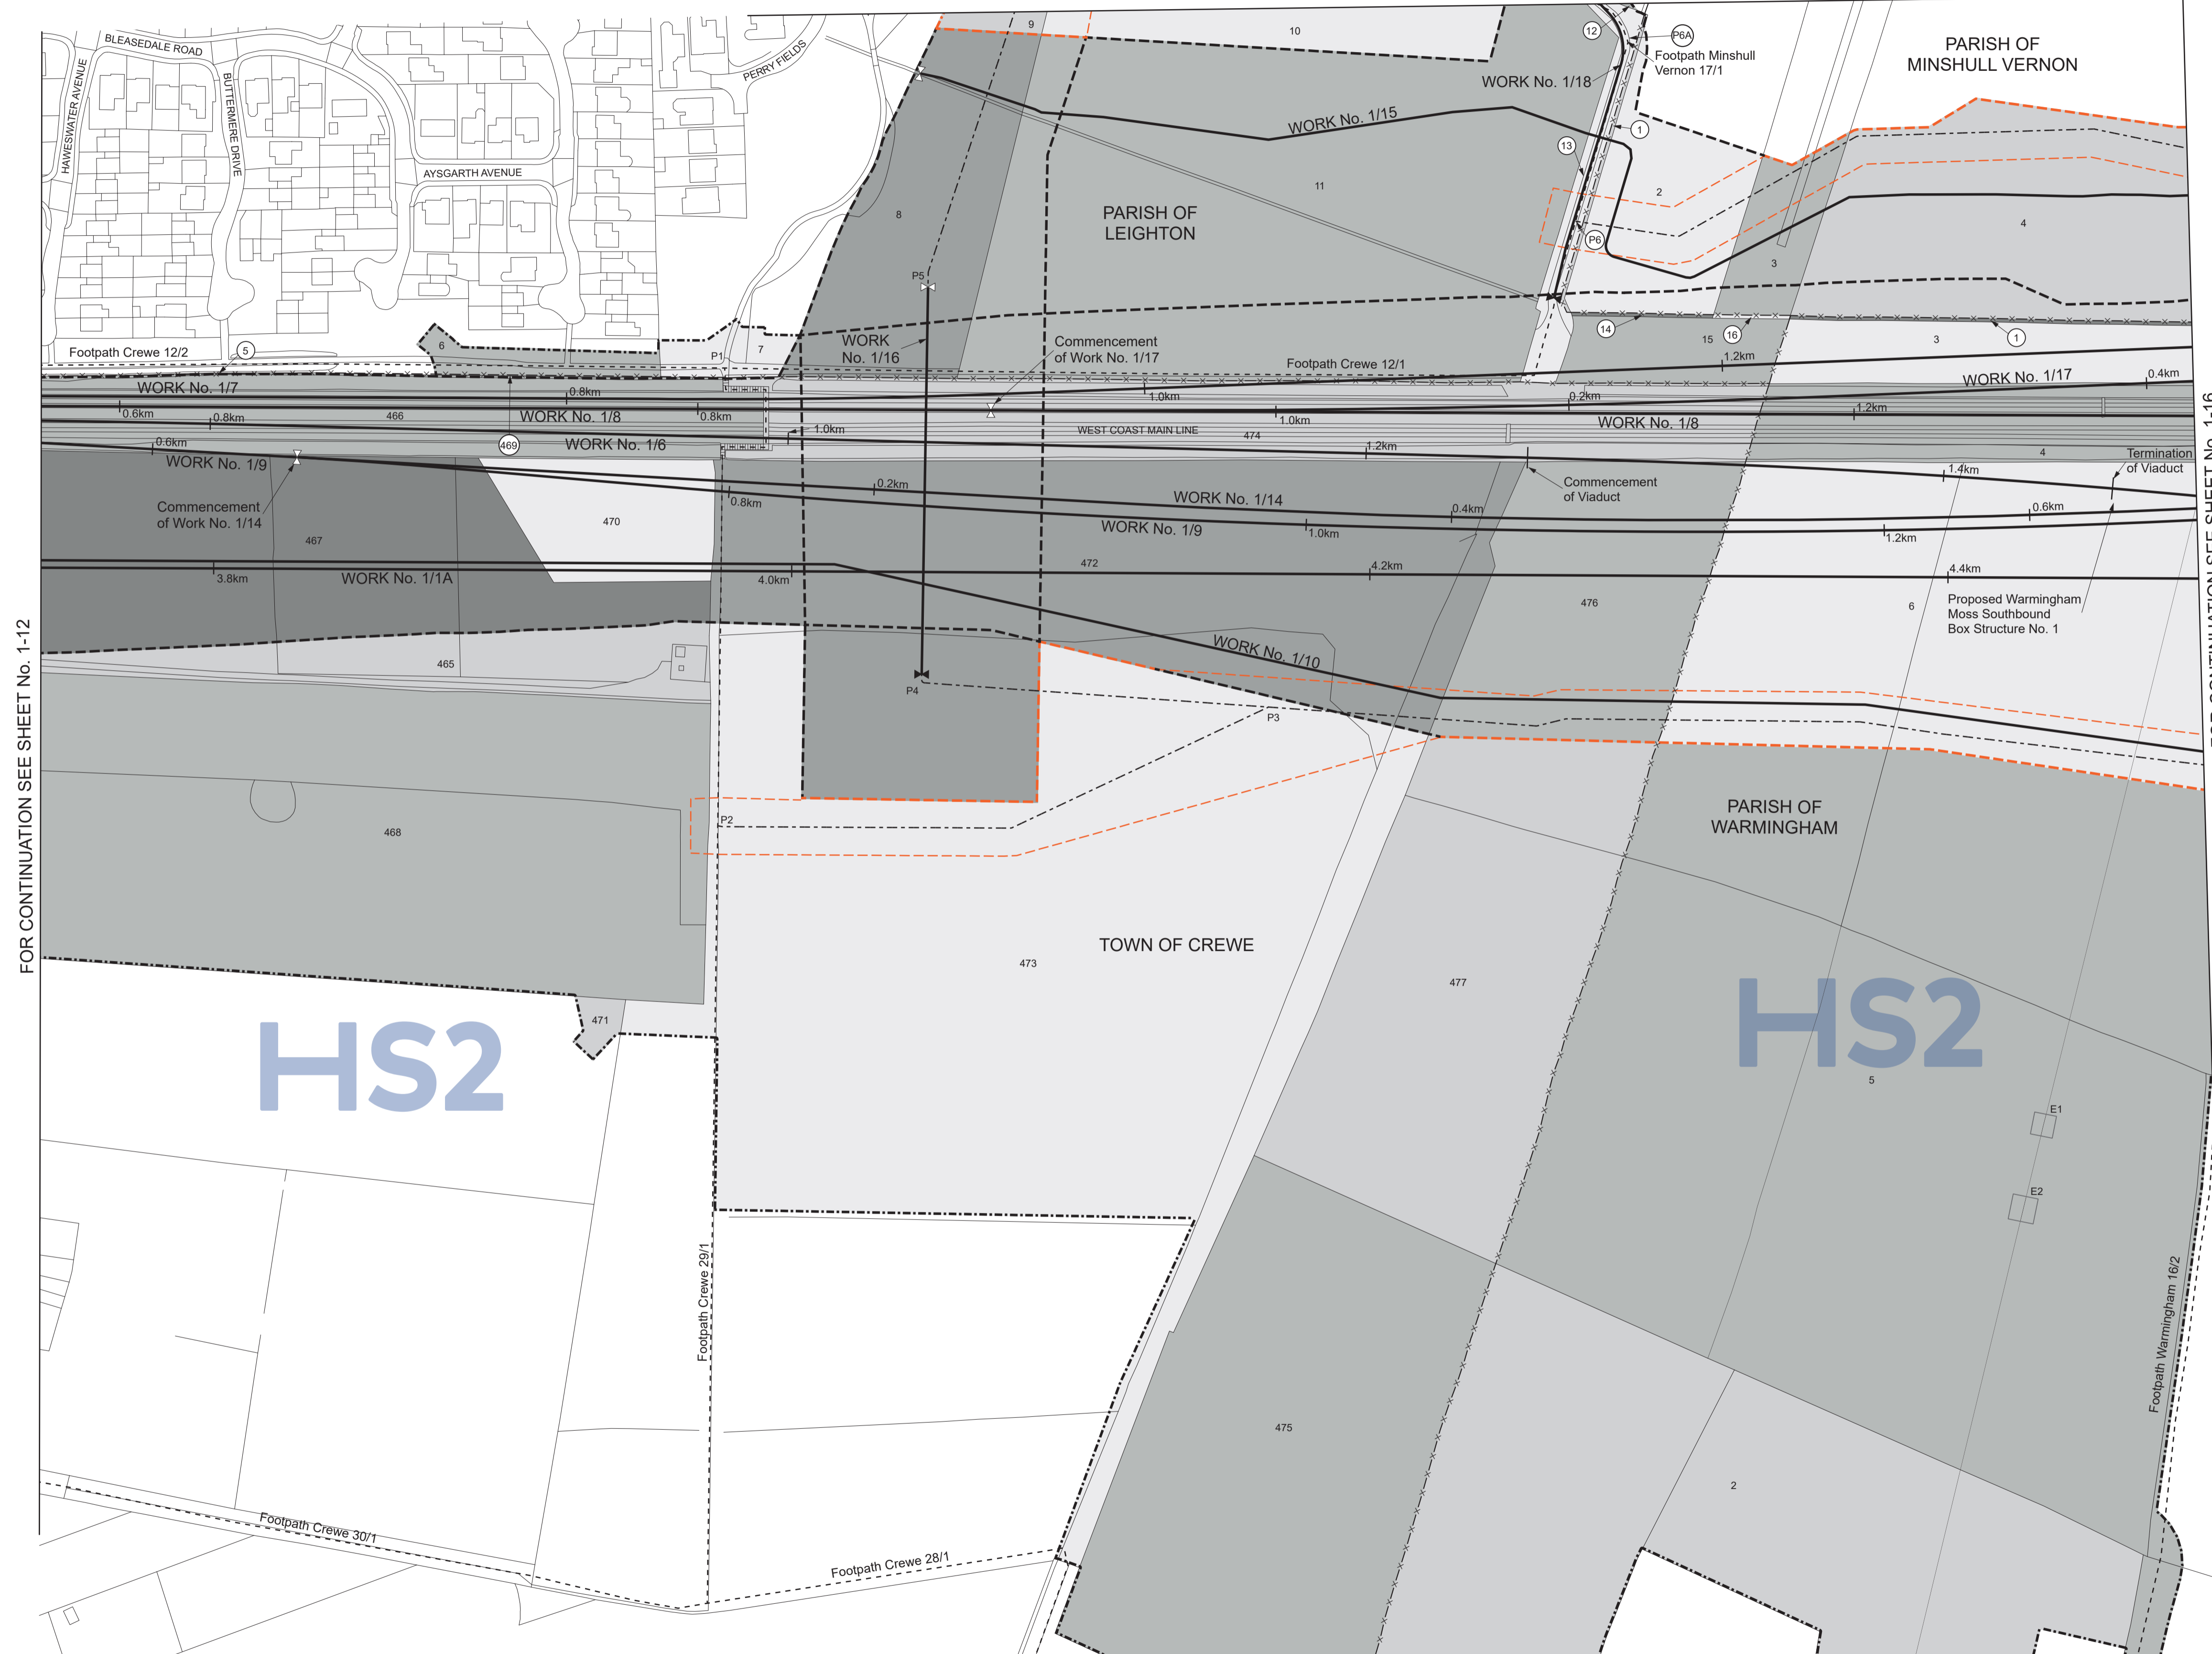 BLEASEDALE ROAD
HAWESWATER AVENUE
BUTTERMERE DRIVE
AYSGARTH AVENUE
PERRY FIELDS
9
10
12
P6A
Footpath Minshull
Vernon 17/1
PARISH OF
MINSHULL VERNON
WORK No. 1/18
WORK No. 1/15
1
13
11
2
8
PARISH OF
LEIGHTON
4
P6
3
P5
14
16
15
3
1
Footpath Crewe 12/2
5
6
P1
7
WORK
No. 1/16
Commencement
of Work No. 1/17
Footpath Crewe 12/1
1.2km
WORK No. 1/7
0.8km
1.0km
0.2km
WORK No. 1/17
0.4km
0.6km
0.8km
466
WORK No. 1/8
0.8km
1.0km
WORK No. 1/8
1.2km
1.0km
WEST COAST MAIN LINE
474
469
WORK No. 1/6
0.6km
WORK No. 1/9
1.2km
4
Termination
of Viaduct
Commencement
of Viaduct
1.4km
Commencement
of Work No. 1/14
470
0.2km
0.8km
WORK No. 1/14
0.4km
0.6km
467
WORK No. 1/9
1.0km
1.2km
472
3.8km
WORK No. 1/1A
4.0km
4.2km
4.4km
476
6
Proposed Warmingham
Moss Southbound
Box Structure No. 1
465
WORK No. 1/10
P4
P3
P2
468
PARISH OF
WARMINGHAM
FOR CONTINUATION SEE SHEET No. 1-12
FOR CONTINUATION SEE SHEET No. 1-16
TOWN OF CREWE
473
477
471
HS2
HS2
5
E1
E2
Footpath Crewe 29/1
Footpath Warmingham 16/2
475
2
Footpath Crewe 30/1
Footpath Crewe 28/1